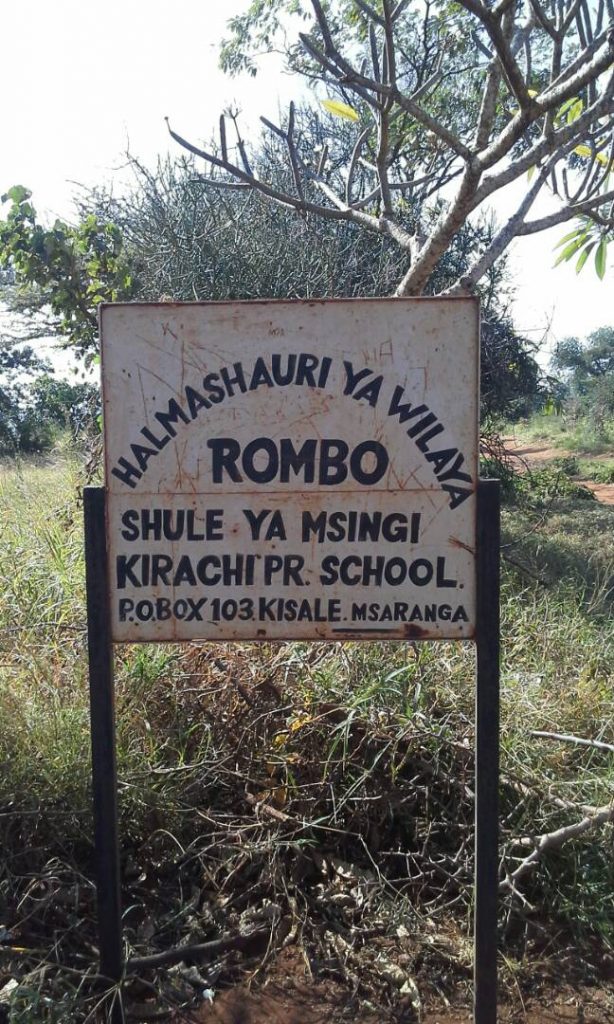 HALMASHAURI YA WILAYA
ROMBO
SHULE YA MSINGI
KIRACHI PR. SCHOOL.
P.O.BOX 103. KISALE. MSARANGA